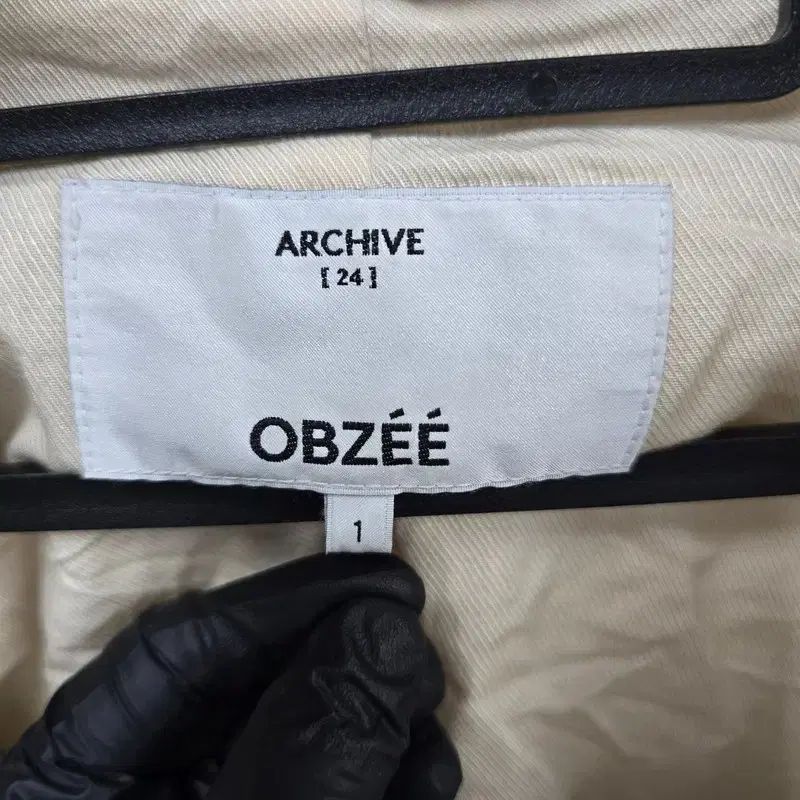 ARCHIVE
[ 24 ]
OBZÉÉ
1